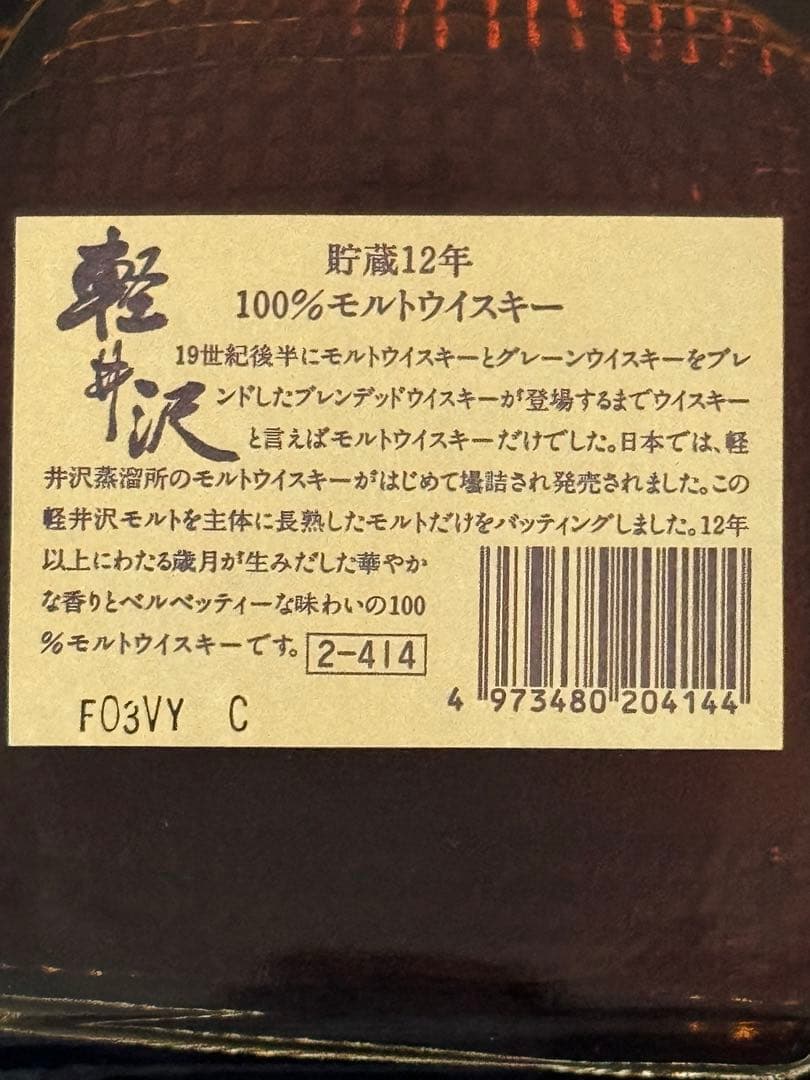 軽井沢
貯蔵12年
100%モルトウイスキー
19世紀後半にモルトウイスキーとグレーンウイスキーをブレ
ンドしたブレンデッドウイスキーが登場するまでウイスキー
と言えばモルトウイスキーだけでした。日本では、軽
井沢蒸溜所のモルトウイスキーがはじめて壜詰され発売されました。この
軽井沢モルトを主体に長熟したモルトだけをバッティングしました。12年
以上にわたる歳月が生みだした華やか
な香りとベルベッティーな味わいの100
%モルトウイスキーです。 2-414
F03VY C
4 973480 204144